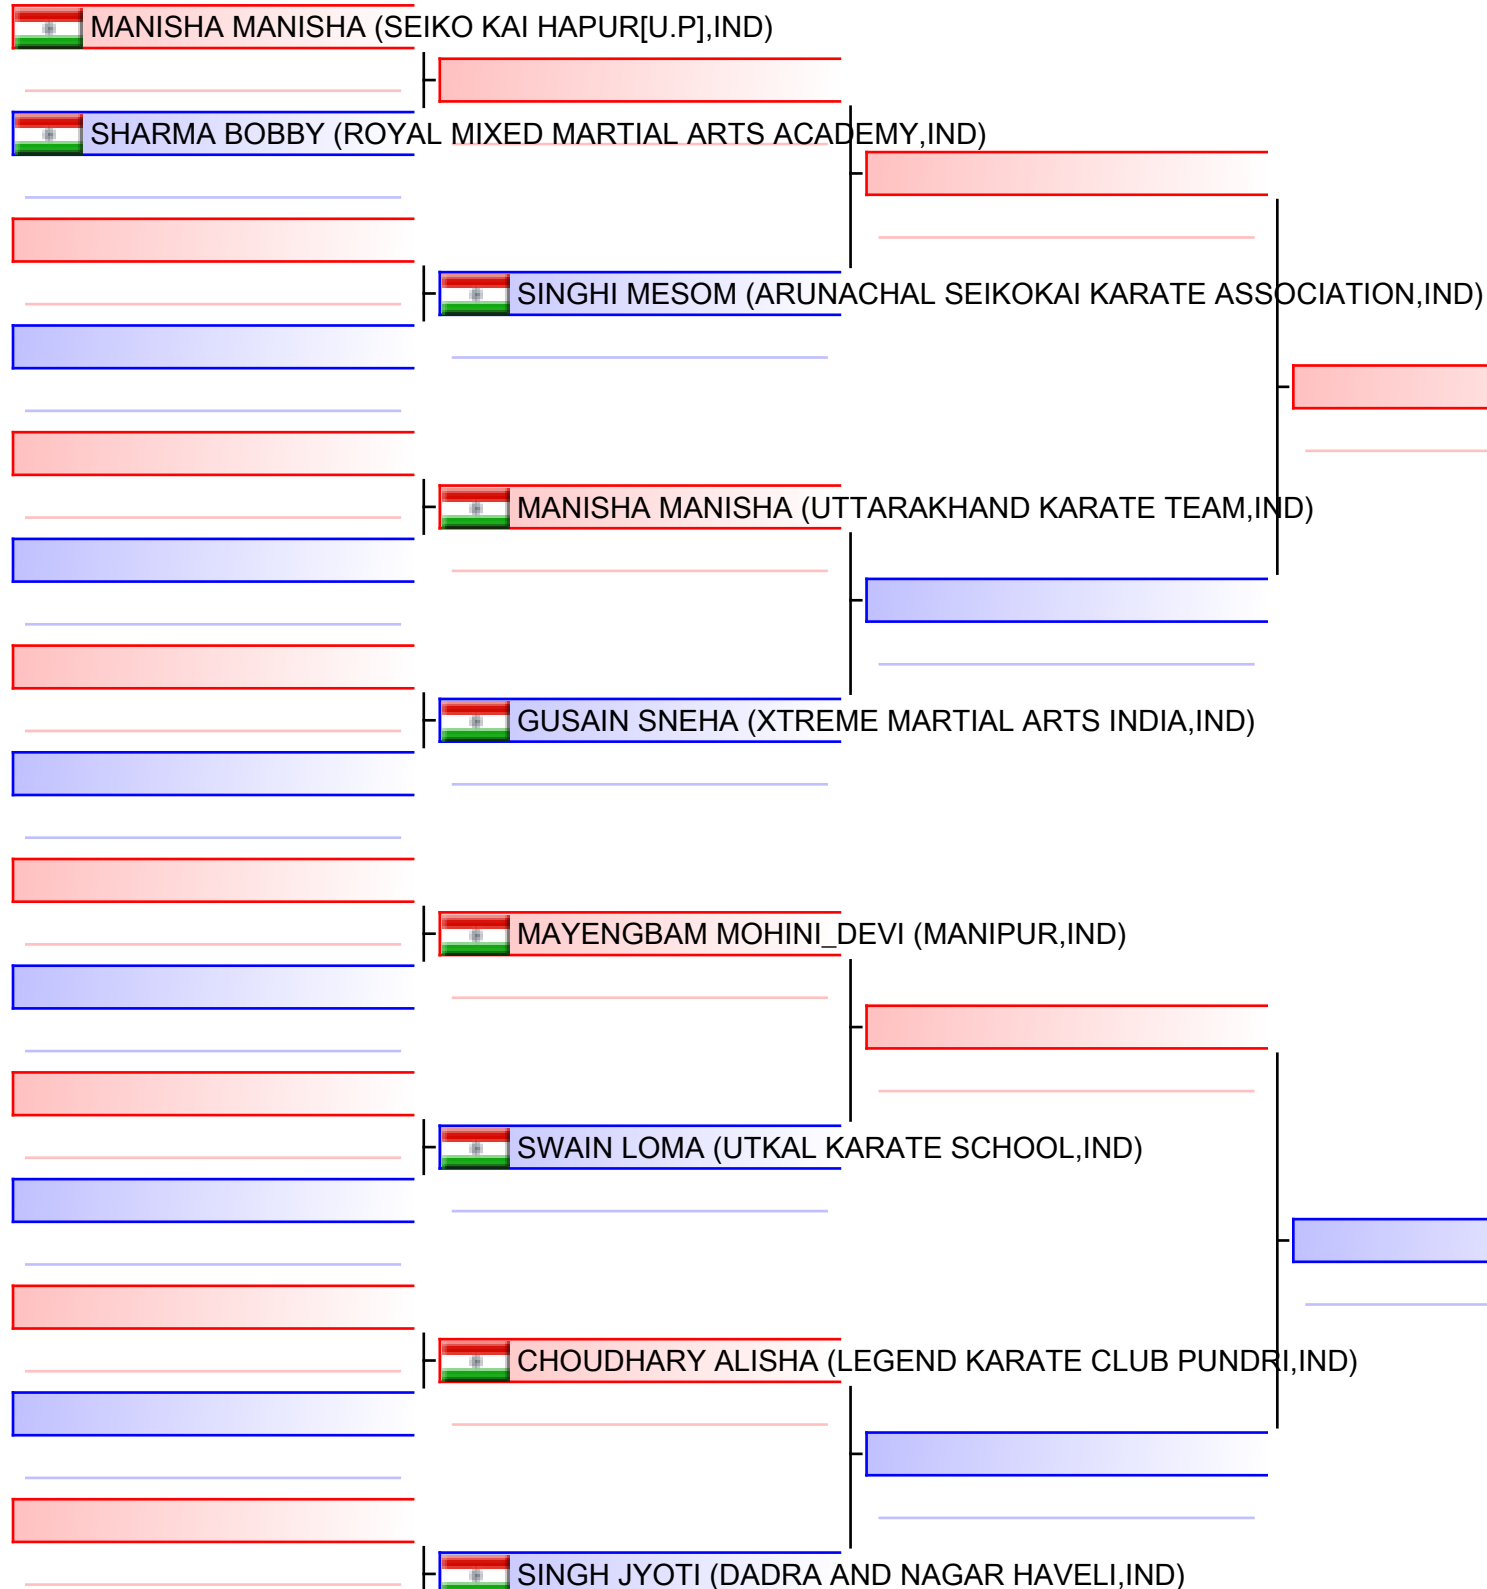 MANISHA MANISHA (SEIKO KAI HAPUR[U.P],IND)
SHARMA BOBBY (ROYAL MIXED MARTIAL ARTS ACADEMY,IND)
SINGHI MESOM (ARUNACHAL SEIKOKAI KARATE ASSOCIATION,IND)
MANISHA MANISHA (UTTARAKHAND KARATE TEAM,IND)
GUSAIN SNEHA (XTREME MARTIAL ARTS INDIA,IND)
MAYENGBAM MOHINI_DEVI (MANIPUR,IND)
SWAIN LOMA (UTKAL KARATE SCHOOL,IND)
CHOUDHARY ALISHA (LEGEND KARATE CLUB PUNDRI,IND)
SINGH JYOTI (DADRA AND NAGAR HAVELI,IND)